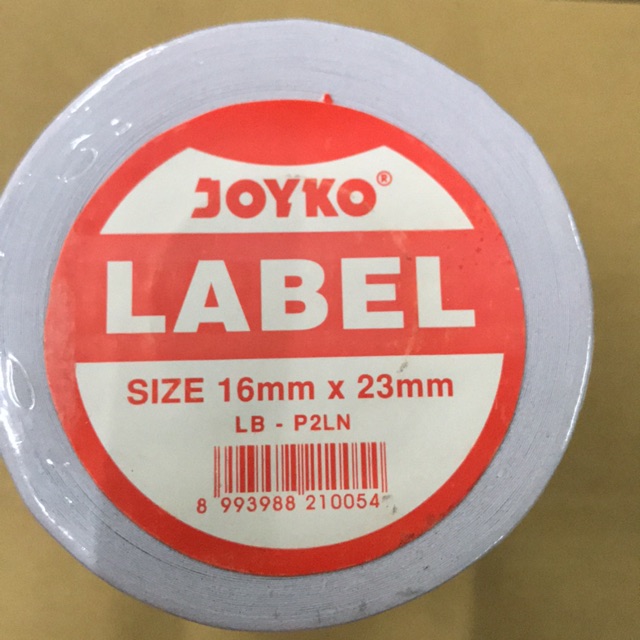 JOYKO®
LABEL
SIZE 16mm x 23mm
LB - P2LN
8 993988 210054